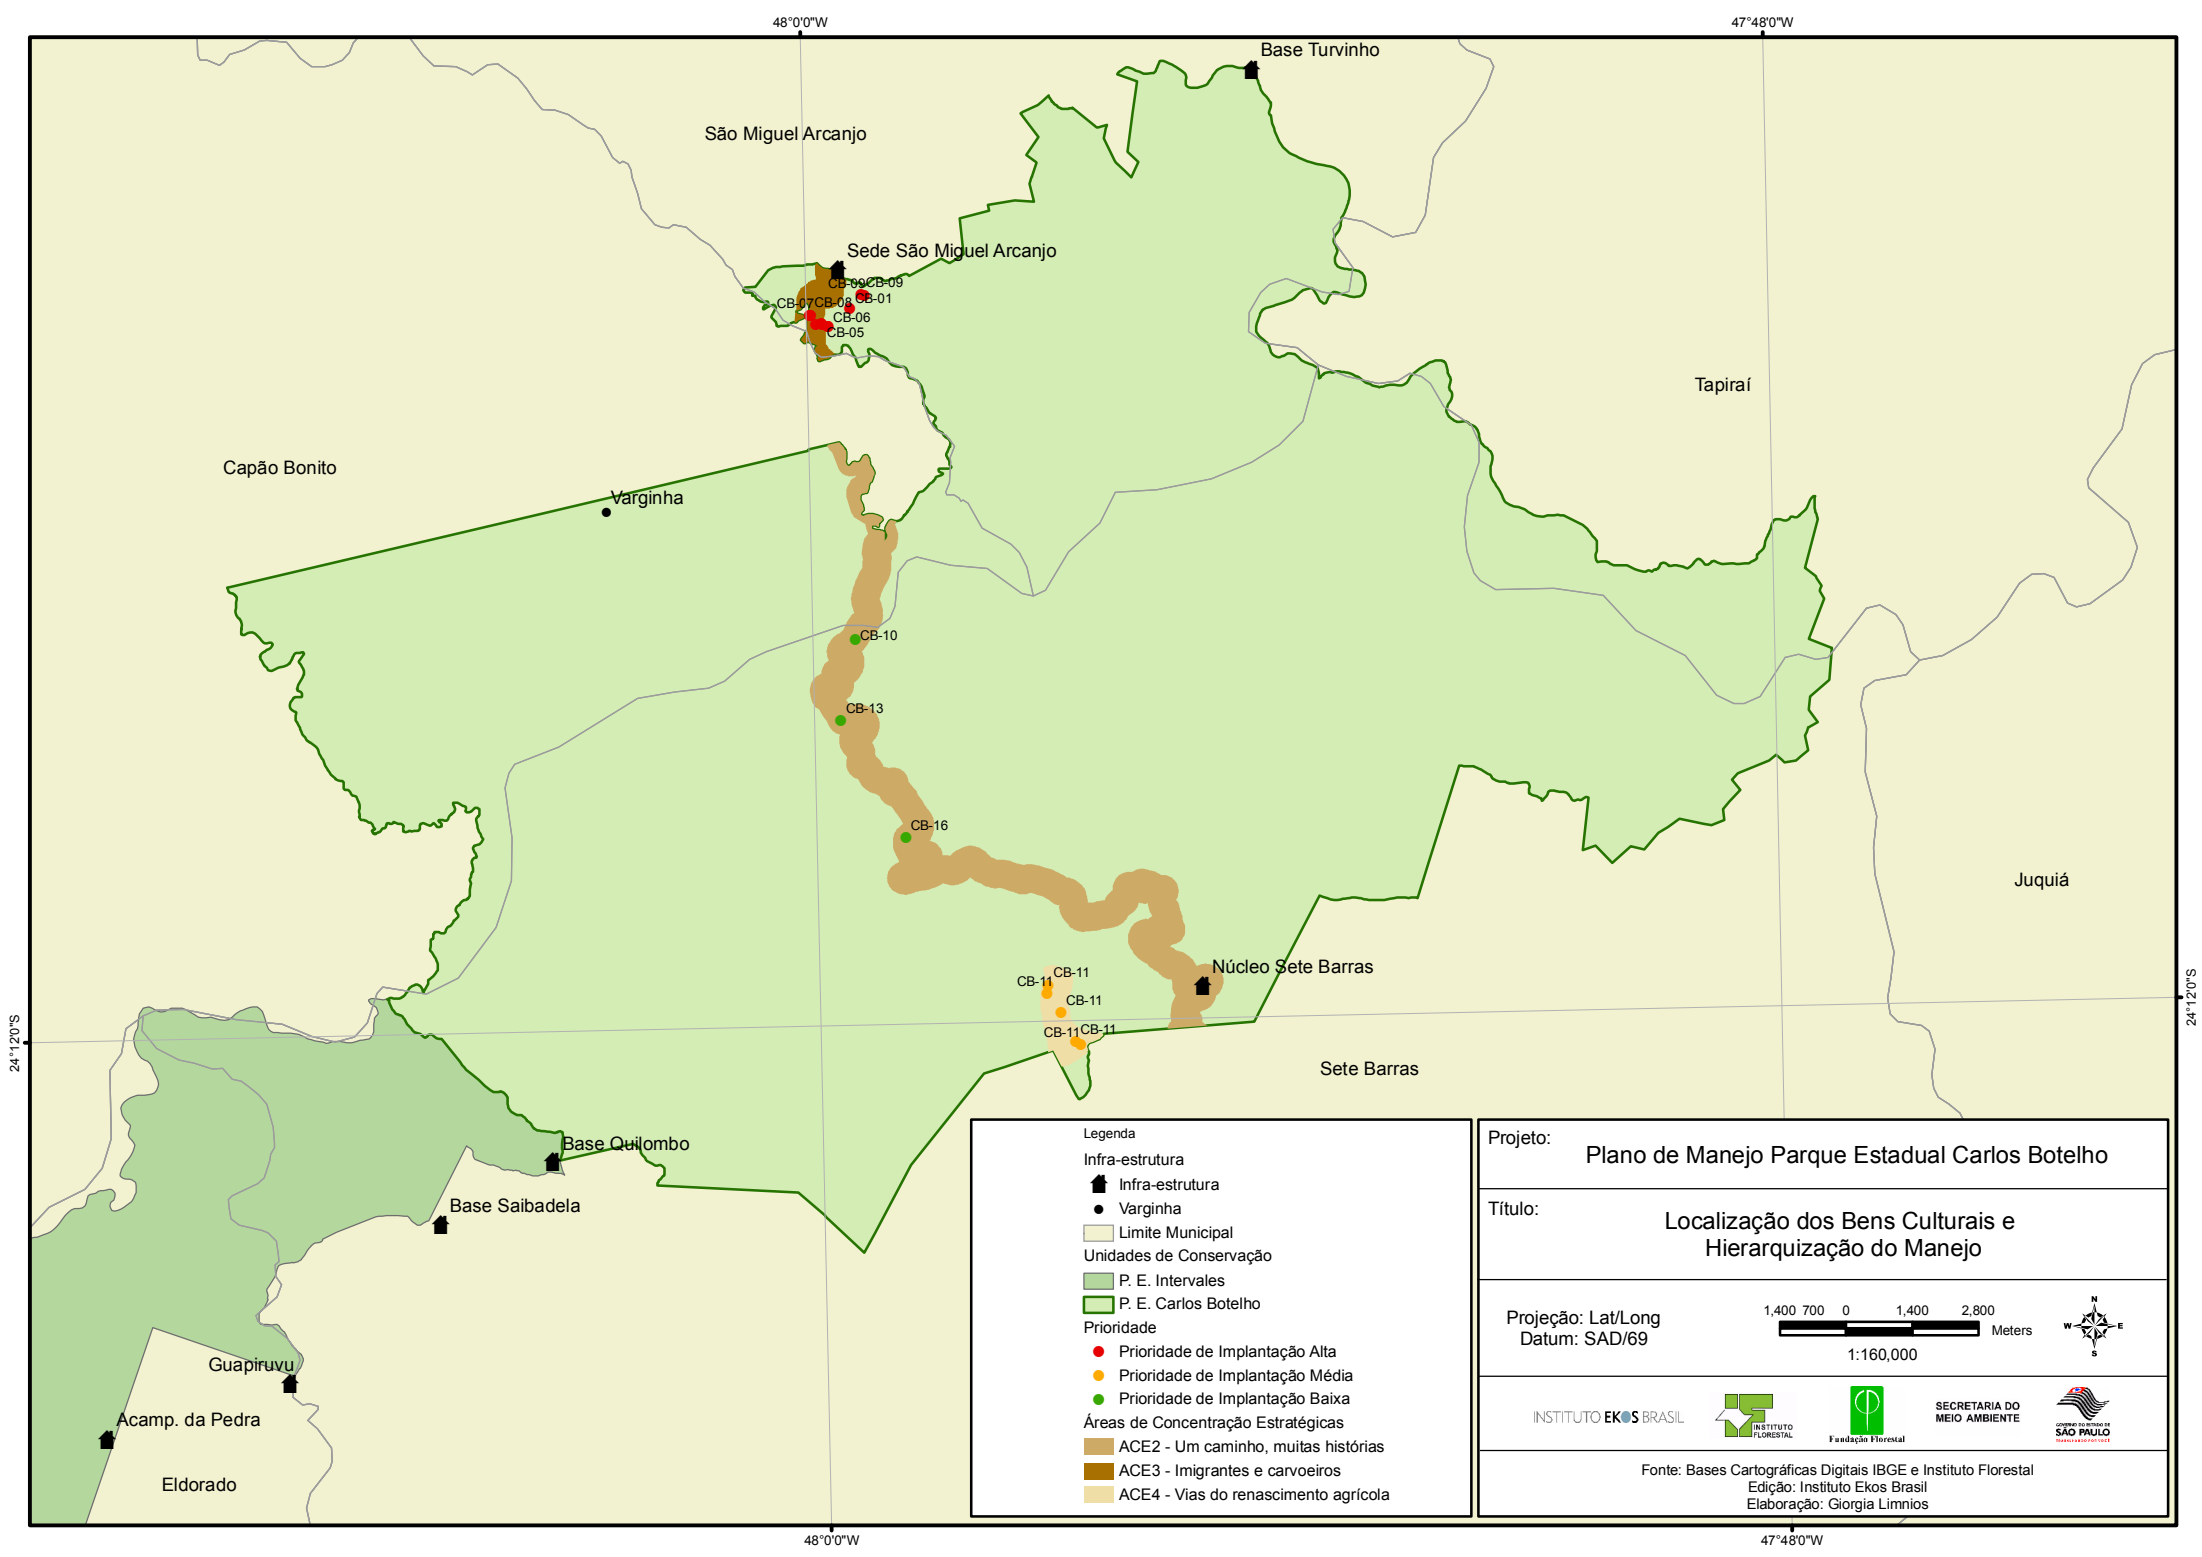 48°0'0"W
47°48'0"W
Base Turvinho
São Miguel Arcanjo
Sede São Miguel Arcanjo
CB-09
CB-09
CB-07
CB-08
CB-01
CB-06
CB-05
Tapiraí
Capão Bonito
Varginha
CB-10
CB-13
CB-16
Juquiá
Núcleo Sete Barras
CB-11
CB-11
CB-11
CB-11
CB-11
24°12'0"S
24°12'0"S
Sete Barras
Base Quilombo
Base Saibadela
Guapiruvu
Acamp. da Pedra
Eldorado
Legenda
Infra-estrutura
Infra-estrutura
Varginha
Limite Municipal
Unidades de Conservação
P. E. Intervales
P. E. Carlos Botelho
Prioridade
Prioridade de Implantação Alta
Prioridade de Implantação Média
Prioridade de Implantação Baixa
Áreas de Concentração Estratégicas
ACE2 - Um caminho, muitas histórias
ACE3 - Imigrantes e carvoeiros
ACE4 - Vias do renascimento agrícola
Projeto:
Plano de Manejo Parque Estadual Carlos Botelho
Título:
Localização dos Bens Culturais e
Hierarquização do Manejo
Projeção: Lat/Long
Datum: SAD/69
1,400 700 0 1,400 2,800
Meters
1:160,000
N
W E
S
INSTITUTO EKOS BRASIL
IF
INSTITUTO
FLORESTAL
Fundação Florestal
SECRETARIA DO
MEIO AMBIENTE
GOVERNO DO ESTADO DE
SÃO PAULO
TRABALHANDO POR VOCÊ
Fonte: Bases Cartográficas Digitais IBGE e Instituto Florestal
Edição: Instituto Ekos Brasil
Elaboração: Giorgia Limnios
48°0'0"W
47°48'0"W